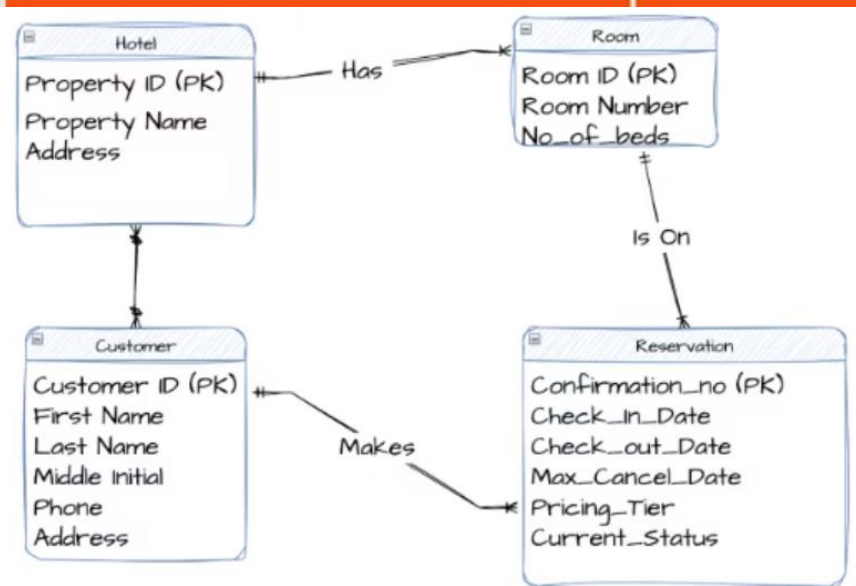 Hotel
Property ID (PK)
Property Name
Address
Has
Room
Room ID (PK)
Room Number
No_of_beds
Is On
Customer
Customer ID (PK)
First Name
Last Name
Middle Initial
Phone
Address
Makes
Reservation
Confirmation_no (PK)
Check_In_Date
Check_out_Date
Max_Cancel_Date
Pricing_Tier
Current_Status